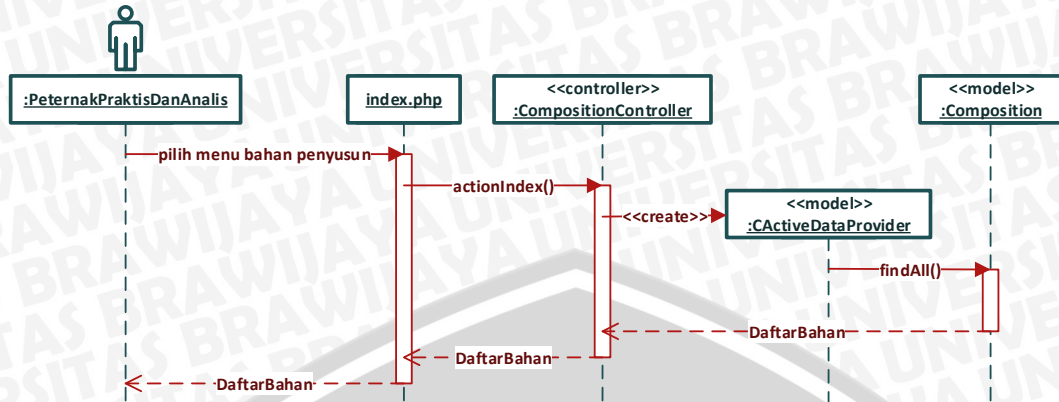 :PeternakPraktisDanAnalis
index.php
<<controller>>
:CompositionController
<<model>>
:Composition
pilih menu bahan penyusun
actionIndex()
<<create>>
<<model>>
:CActiveDataProvider
findAll()
DaftarBahan
DaftarBahan
DaftarBahan